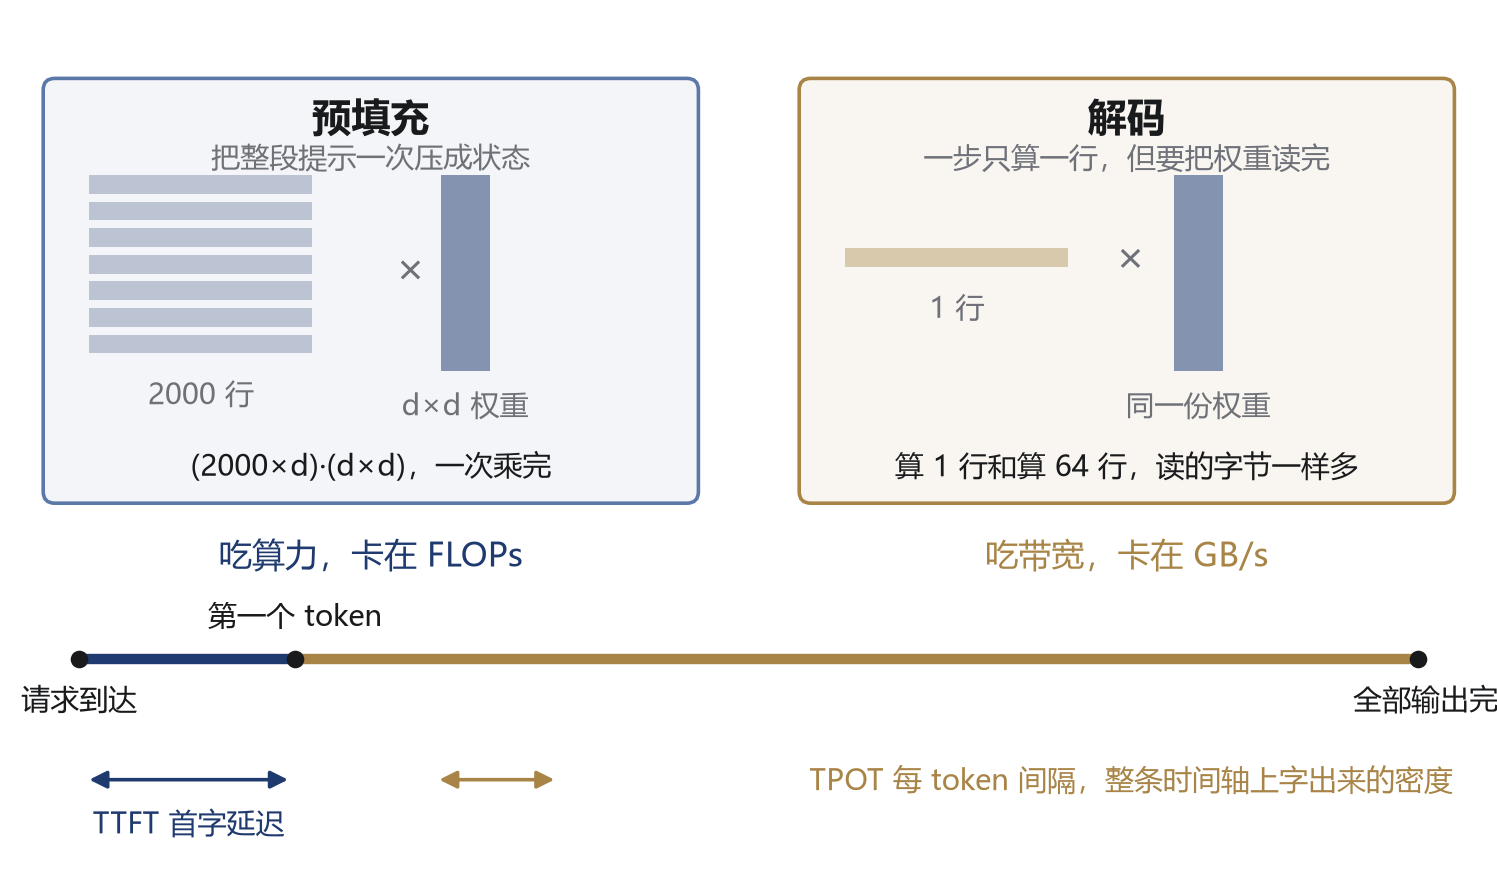 预填充
把整段提示一次压成状态
×
2000 行
d×d 权重
(2000×d)·(d×d)，一次乘完
吃算力，卡在 FLOPs
解码
一步只算一行，但要把权重读完
×
1 行
同一份权重
算 1 行和算 64 行，读的字节一样多
吃带宽，卡在 GB/s
第一个 token
请求到达
全部输出完
TTFT 首字延迟
TPOT 每 token 间隔，整条时间轴上字出来的密度